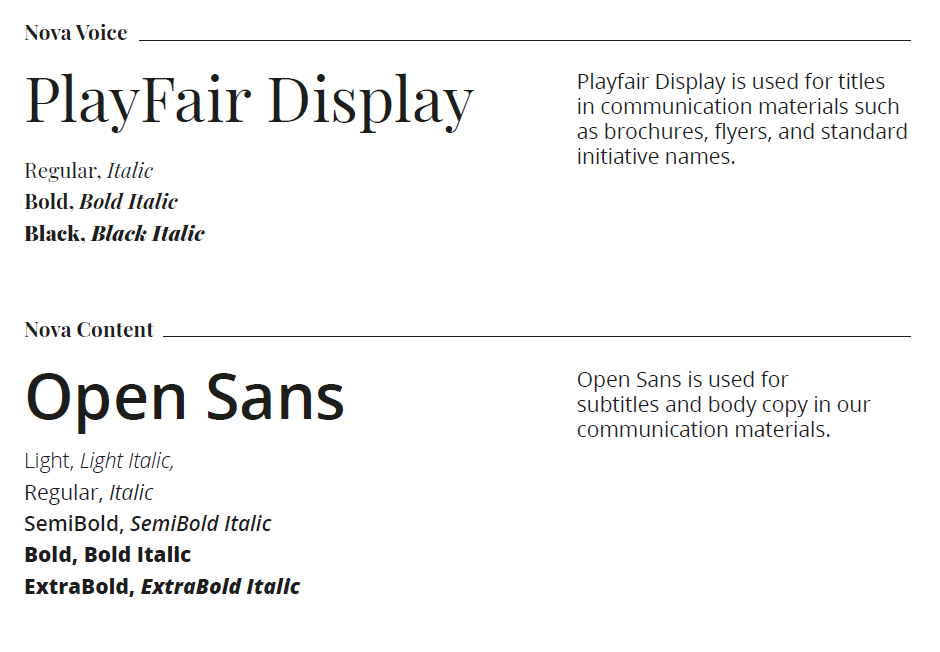 Nova Voice
PlayFair Display
Playfair Display is used for titles
in communication materials such
as brochures, flyers, and standard
initiative names.
Regular, Italic
Bold, Bold Italic
Black, Black Italic
Nova Content
Open Sans
Open Sans is used for
subtitles and body copy in our
communication materials.
Light, Light Italic,
Regular, Italic
SemiBold, SemiBold Italic
Bold, Bold Italic
ExtraBold, ExtraBold Italic